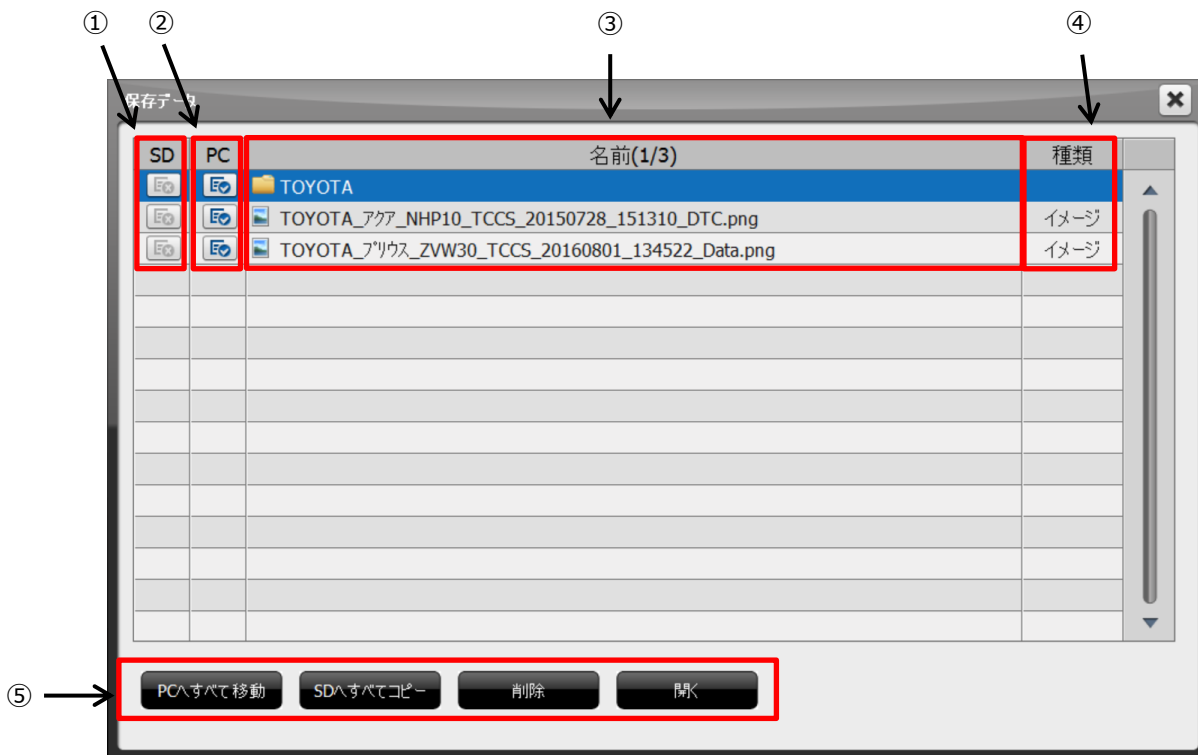 ① ② ③ ④
保存データ
SD PC 名前(1/3) 種類
TOYOTA
TOYOTA_アクア_NHP10_TCCS_20150728_151310_DTC.png イメージ
TOYOTA_プリウス_ZVW30_TCCS_20160801_134522_Data.png イメージ
⑤ PCへすべて移動 SDへすべてコピー 削除 開く